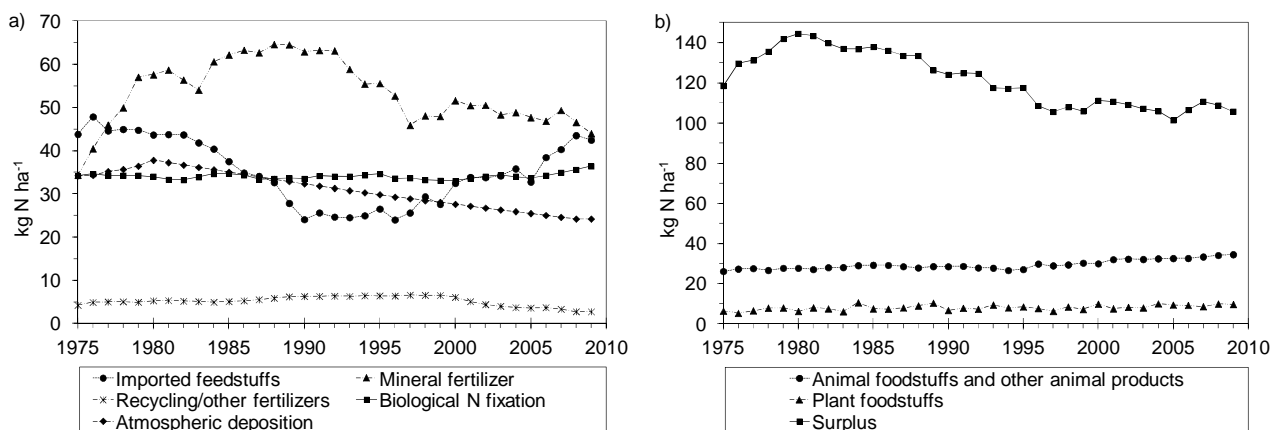 a)
70
60
50
40
30
20
10
0
kg N ha⁻¹
1975 1980 1985 1990 1995 2000 2005 2010
Imported feedstuffs
Mineral fertilizer
Recycling/other fertilizers
Biological N fixation
Atmospheric deposition
b)
140
120
100
80
60
40
20
0
kg N ha⁻¹
1975 1980 1985 1990 1995 2000 2005 2010
Animal foodstuffs and other animal products
Plant foodstuffs
Surplus